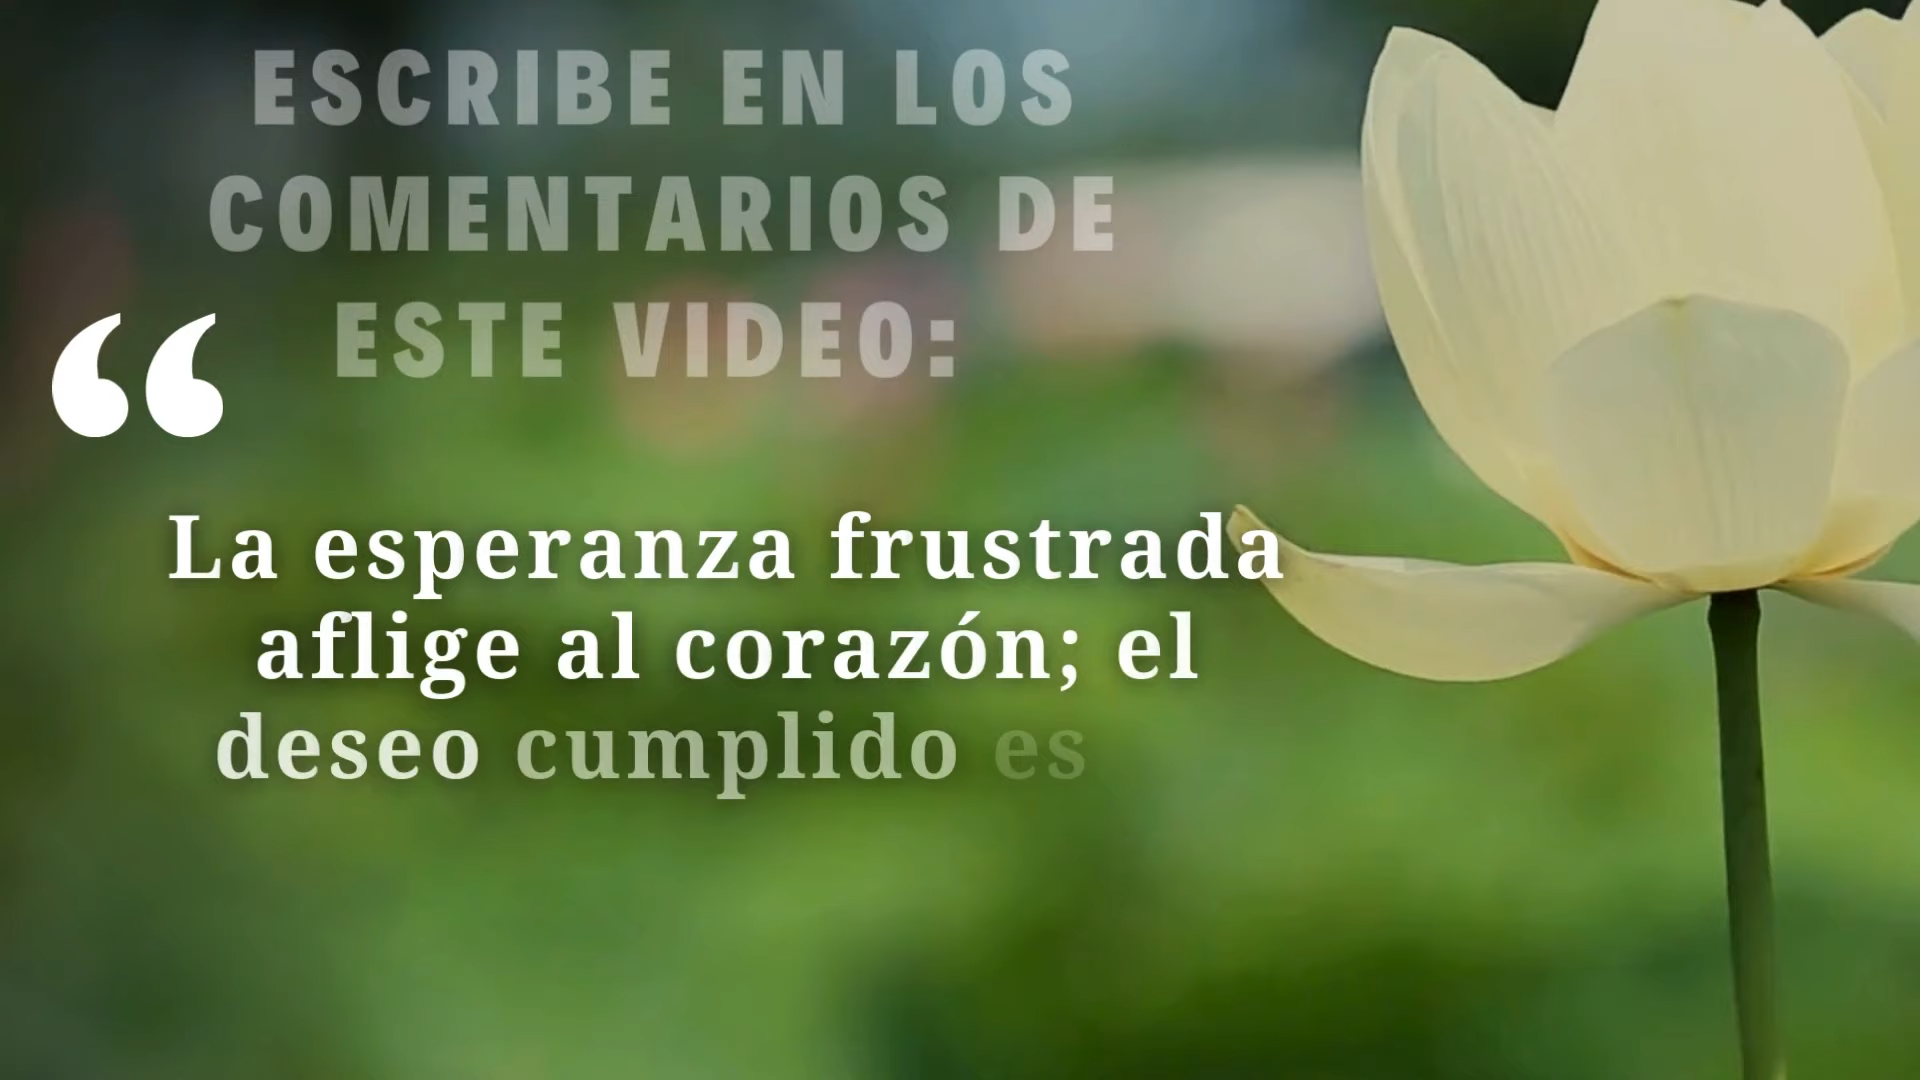 ESCRIBE EN LOS
COMENTARIOS DE
ESTE VIDEO:
“
La esperanza frustrada
aflige al corazón; el
deseo cumplido es